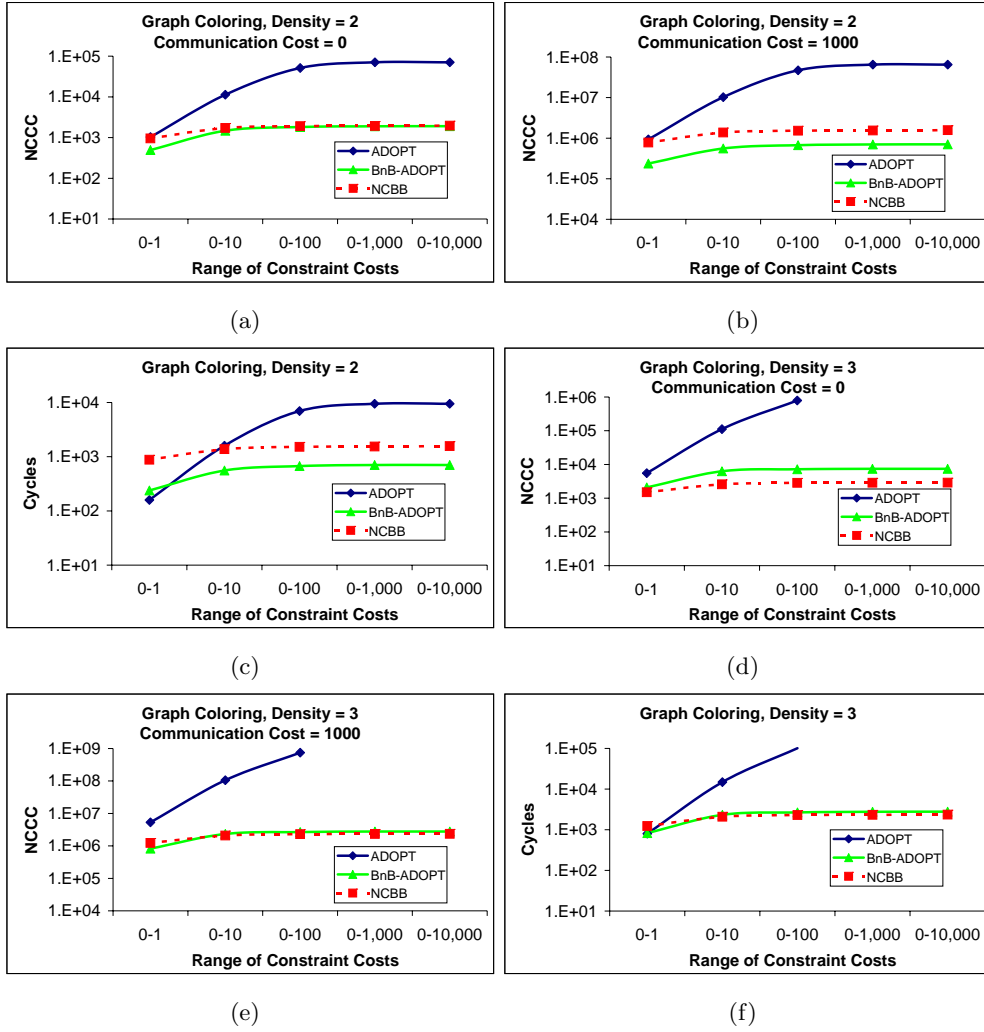 Graph Coloring, Density = 2
Communication Cost = 0
1.E+05
1.E+04
1.E+03
1.E+02
1.E+01
NCCC
ADOPT
BnB-ADOPT
NCBB
0-1 0-10 0-100 0-1,000 0-10,000
Range of Constraint Costs
(a)
Graph Coloring, Density = 2
Communication Cost = 1000
1.E+08
1.E+07
1.E+06
1.E+05
1.E+04
NCCC
ADOPT
BnB-ADOPT
NCBB
0-1 0-10 0-100 0-1,000 0-10,000
Range of Constraint Costs
(b)
Graph Coloring, Density = 2
1.E+04
1.E+03
1.E+02
1.E+01
Cycles
ADOPT
BnB-ADOPT
NCBB
0-1 0-10 0-100 0-1,000 0-10,000
Range of Constraint Costs
(c)
Graph Coloring, Density = 3
Communication Cost = 0
1.E+06
1.E+05
1.E+04
1.E+03
1.E+02
1.E+01
NCCC
ADOPT
BnB-ADOPT
NCBB
0-1 0-10 0-100 0-1,000 0-10,000
Range of Constraint Costs
(d)
Graph Coloring, Density = 3
Communication Cost = 1000
1.E+09
1.E+08
1.E+07
1.E+06
1.E+05
1.E+04
NCCC
ADOPT
BnB-ADOPT
NCBB
0-1 0-10 0-100 0-1,000 0-10,000
Range of Constraint Costs
(e)
Graph Coloring, Density = 3
1.E+05
1.E+04
1.E+03
1.E+02
1.E+01
Cycles
ADOPT
BnB-ADOPT
NCBB
0-1 0-10 0-100 0-1,000 0-10,000
Range of Constraint Costs
(f)